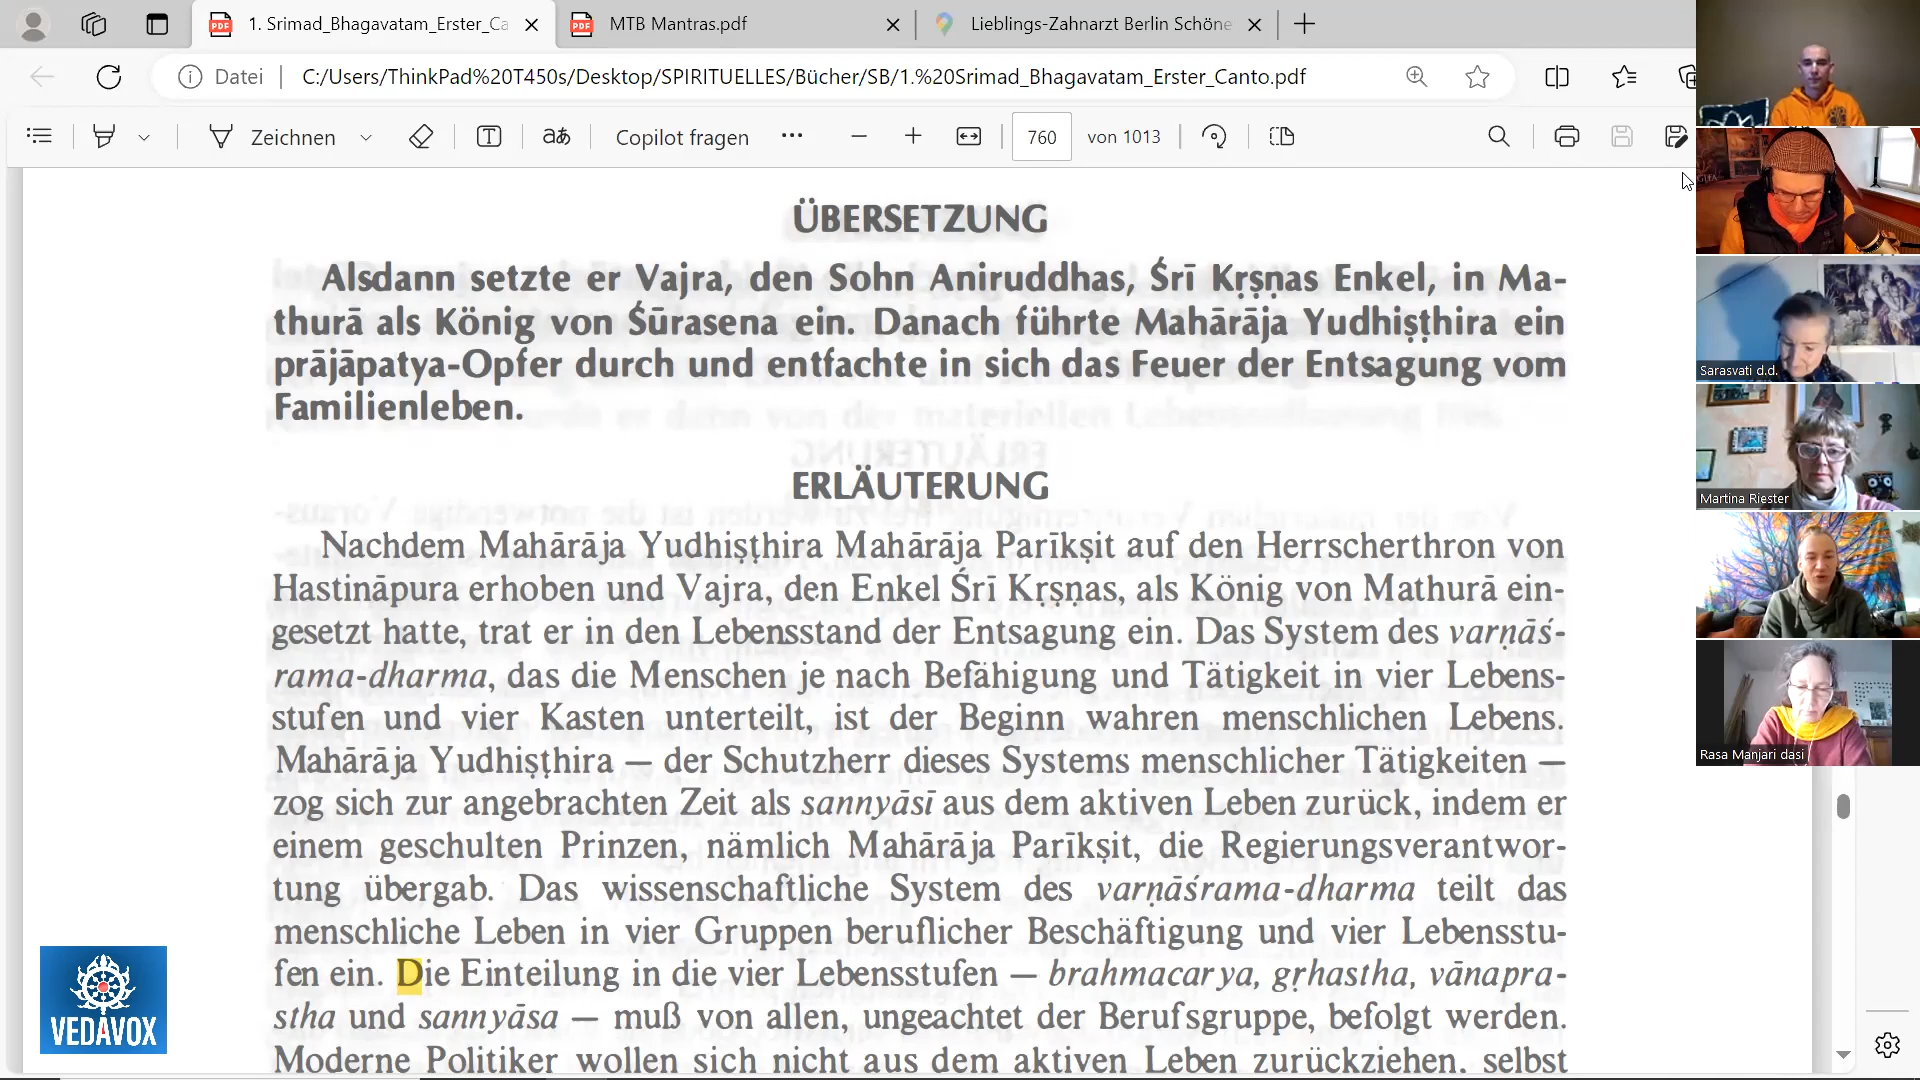 1. Srimad_Bhagavatam_Erster_Ca
MTB Mantras.pdf
Lieblings-Zahnarzt Berlin Schöne
Datei
C:/Users/ThinkPad%20T450s/Desktop/SPIRITUELLES/Bücher/SB/1.%20Srimad_Bhagavatam_Erster_Canto.pdf
Zeichnen
aあ
Copilot fragen
760
von 1013
ÜBERSETZUNG
Alsdann setzte er Vajra, den Sohn Aniruddhas, Śrī Kṛṣṇas Enkel, in Ma-
thurā als König von Śūrasena ein. Danach führte Mahārāja Yudhiṣṭhira ein
prājāpatya-Opfer durch und entfachte in sich das Feuer der Entsagung vom
Familienleben.
ERLÄUTERUNG
Nachdem Mahārāja Yudhiṣṭhira Mahārāja Parīkṣit auf den Herrscherthron von
Hastināpura erhoben und Vajra, den Enkel Śrī Kṛṣṇas, als König von Mathurā ein-
gesetzt hatte, trat er in den Lebensstand der Entsagung ein. Das System des varṇāś-
rama-dharma, das die Menschen je nach Befähigung und Tätigkeit in vier Lebens-
stufen und vier Kasten unterteilt, ist der Beginn wahren menschlichen Lebens.
Mahārāja Yudhiṣṭhira — der Schutzherr dieses Systems menschlicher Tätigkeiten —
zog sich zur angebrachten Zeit als sannyāsī aus dem aktiven Leben zurück, indem er
einem geschulten Prinzen, nämlich Mahārāja Parīkṣit, die Regierungsverantwor-
tung übergab. Das wissenschaftliche System des varṇāśrama-dharma teilt das
menschliche Leben in vier Gruppen beruflicher Beschäftigung und vier Lebensstu-
fen ein. Die Einteilung in die vier Lebensstufen — brahmacarya, gṛhastha, vānapra-
stha und sannyāsa — muß von allen, ungeachtet der Berufsgruppe, befolgt werden.
Moderne Politiker wollen sich nicht aus dem aktiven Leben zurückziehen, selbst
VEDAVOX
Sarasvati d.d.
Martina Riester
Rasa Manjari dasi